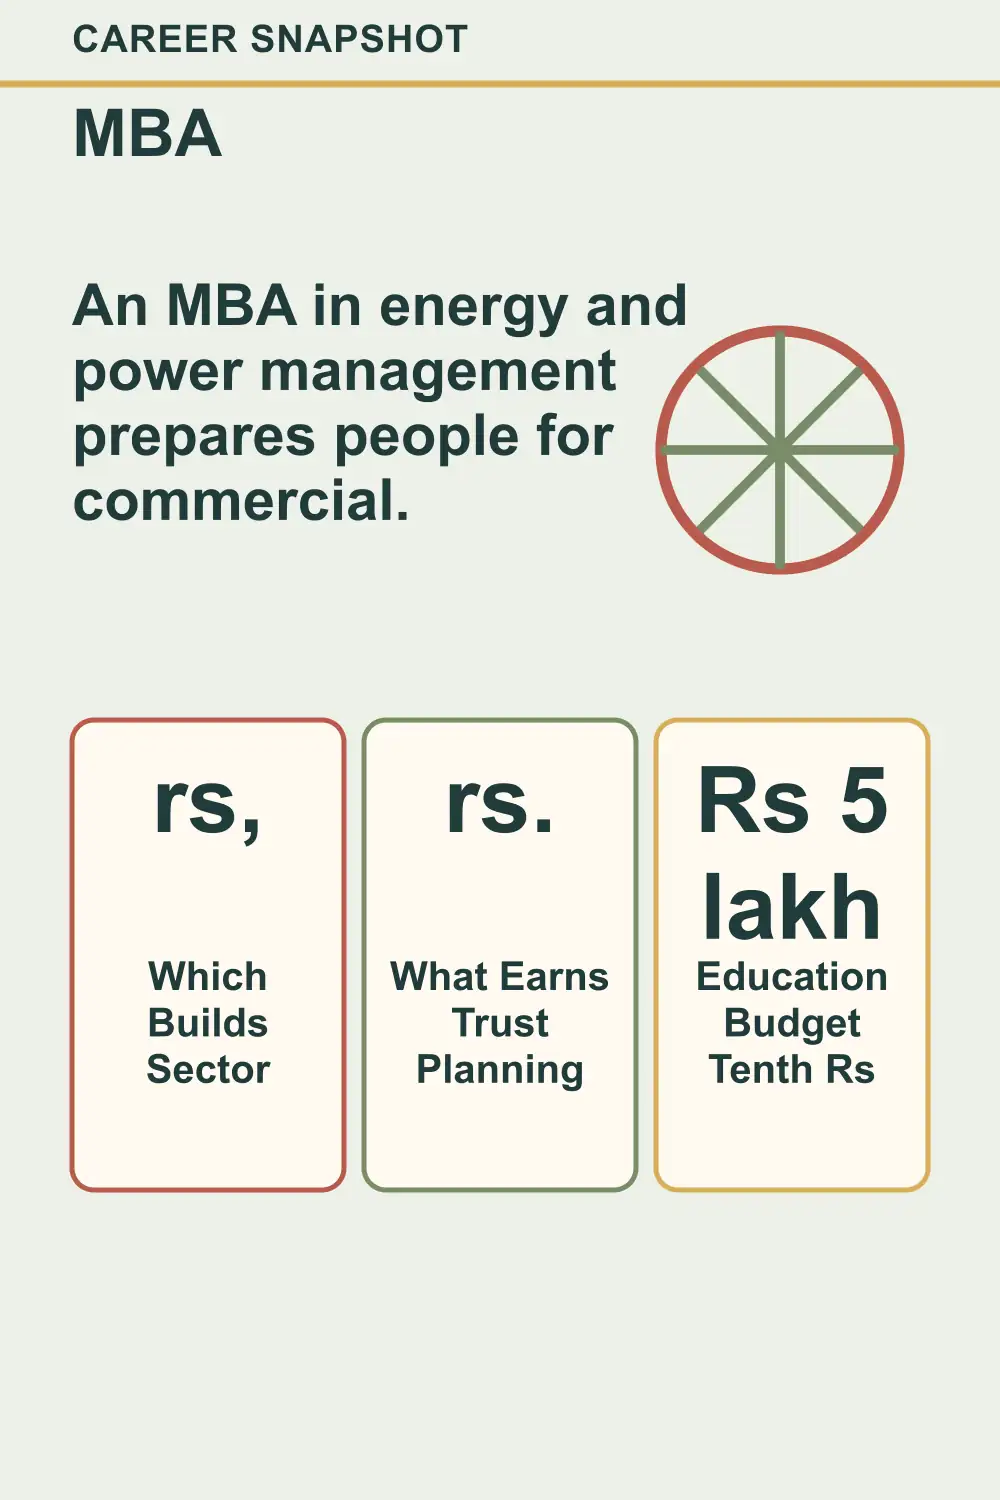 CAREER SNAPSHOT
MBA
An MBA in energy and
power management
prepares people for
commercial.
rs,
Which
Builds
Sector
rs.
What Earns
Trust
Planning
Rs 5
lakh
Education
Budget
Tenth Rs